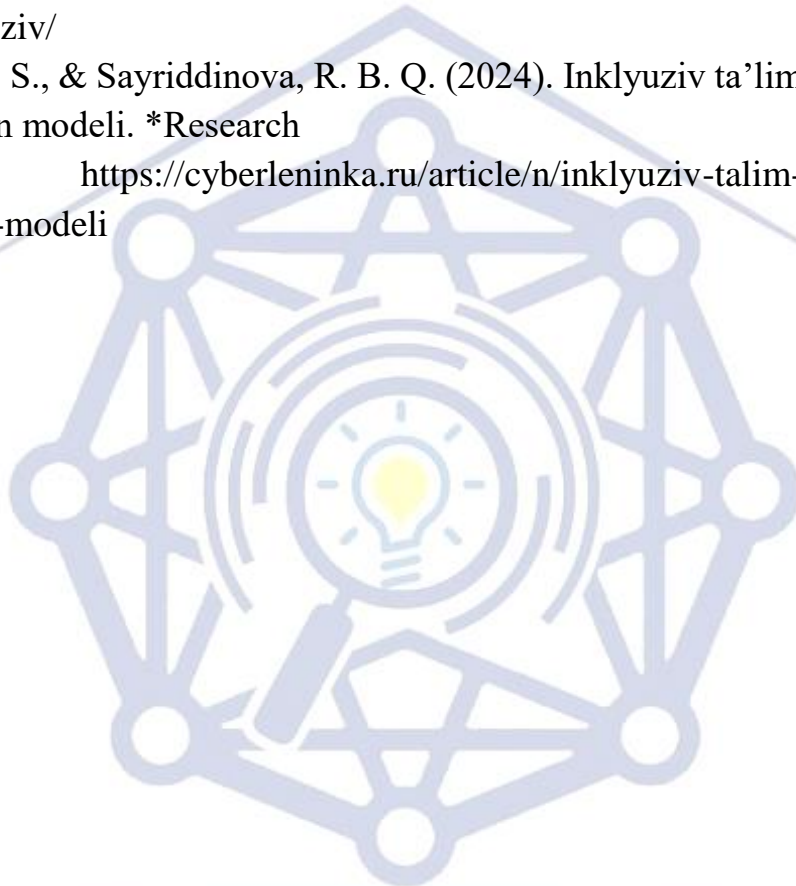 ziv/
S., & Sayriddinova, R. B. Q. (2024). Inklyuziv ta’lim
n modeli. *Research
https://cyberleninka.ru/article/n/inklyuziv-talim-
-modeli